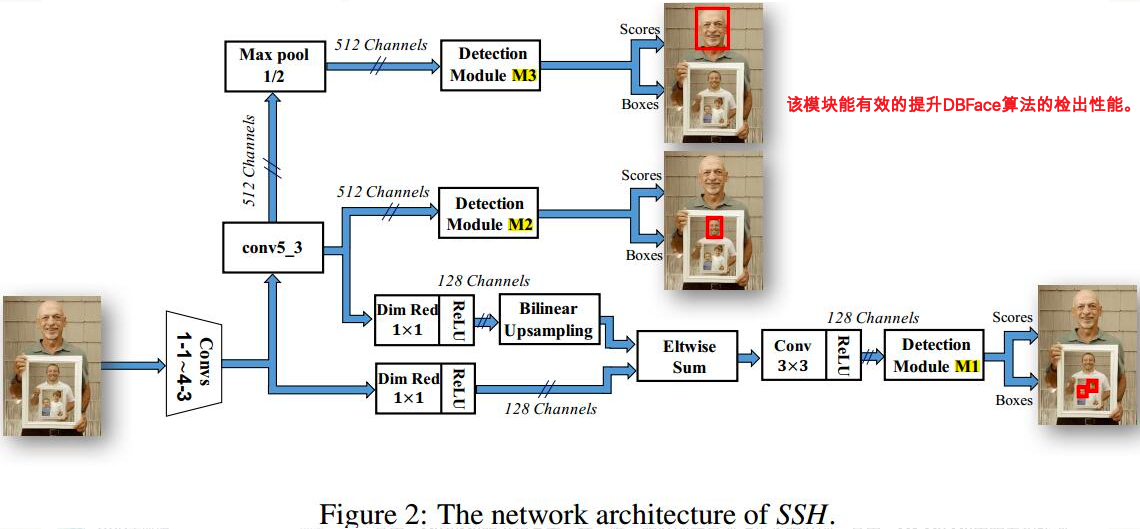 Max pool
1/2
512 Channels
Detection
Module M3
Scores
Boxes
该模块能有效的提升DBFace算法的检出性能。
512 Channels
conv5_3
512 Channels
Detection
Module M2
Scores
Boxes
128 Channels
Dim Red
1×1
ReLU
Bilinear
Upsampling
Convs
1-1~4-3
Dim Red
1×1
ReLU
128 Channels
Eltwise
Sum
Conv
3×3
ReLU
128 Channels
Detection
Module M1
Scores
Boxes
Figure 2: The network architecture of SSH.